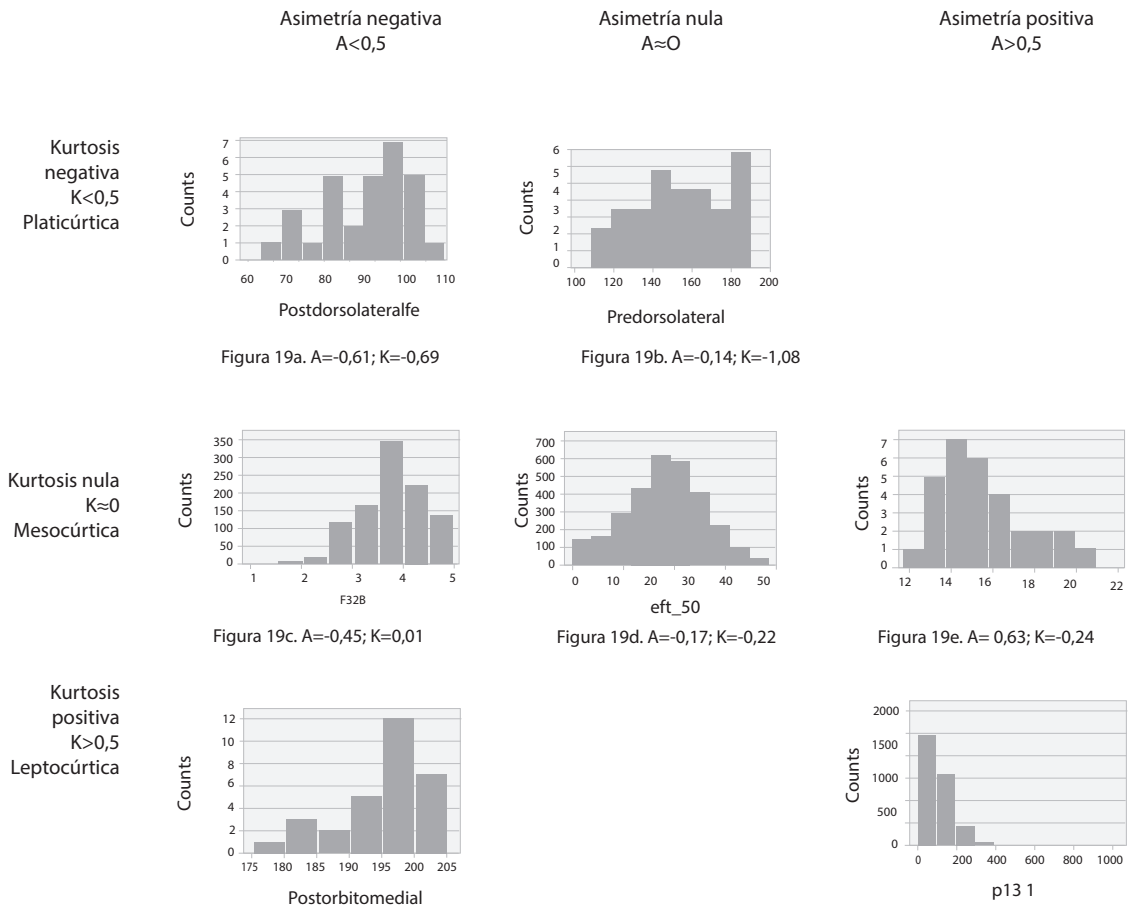 Asimetría negativa
A<0,5
Asimetría nula
A≈O
Asimetría positiva
A>0,5
Kurtosis
negativa
K<0,5
Platicúrtica
Counts
7
6
5
4
3
2
1
0
60 70 80 90 100 110
Postdorsolateralfe
Figura 19a. A=-0,61; K=-0,69
Counts
6
5
4
3
2
1
0
100 120 140 160 180 200
Predorsolateral
Figura 19b. A=-0,14; K=-1,08
Kurtosis nula
K≈0
Mesocúrtica
Counts
350
300
250
200
150
100
50
0
1 2 3 4 5
F32B
Figura 19c. A=-0,45; K=0,01
Counts
700
600
500
400
300
200
100
0
0 10 20 30 40 50
eft_50
Figura 19d. A=-0,17; K=-0,22
Counts
7
6
5
4
3
2
1
0
12 14 16 18 20 22
Figura 19e. A= 0,63; K=-0,24
Kurtosis
positiva
K>0,5
Leptocúrtica
Counts
12
10
8
6
4
2
0
175 180 185 190 195 200 205
Postorbitomedial
Counts
2000
1500
1000
500
0
0 200 400 600 800 1000
p13 1